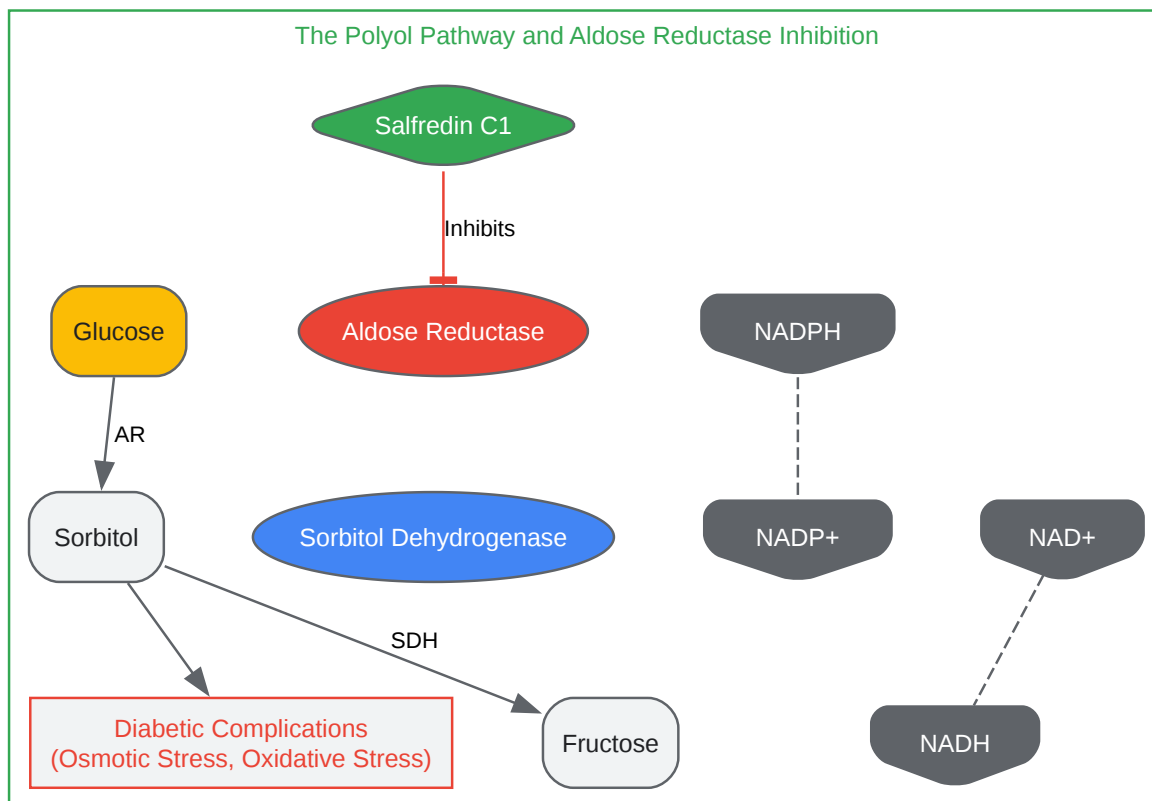 The Polyol Pathway and Aldose Reductase Inhibition
Salfredin C1
Inhibits
Glucose
Aldose Reductase
NADPH
AR
Sorbitol
Sorbitol Dehydrogenase
NADP+
NAD+
SDH
Diabetic Complications
(Osmotic Stress, Oxidative Stress)
Fructose
NADH